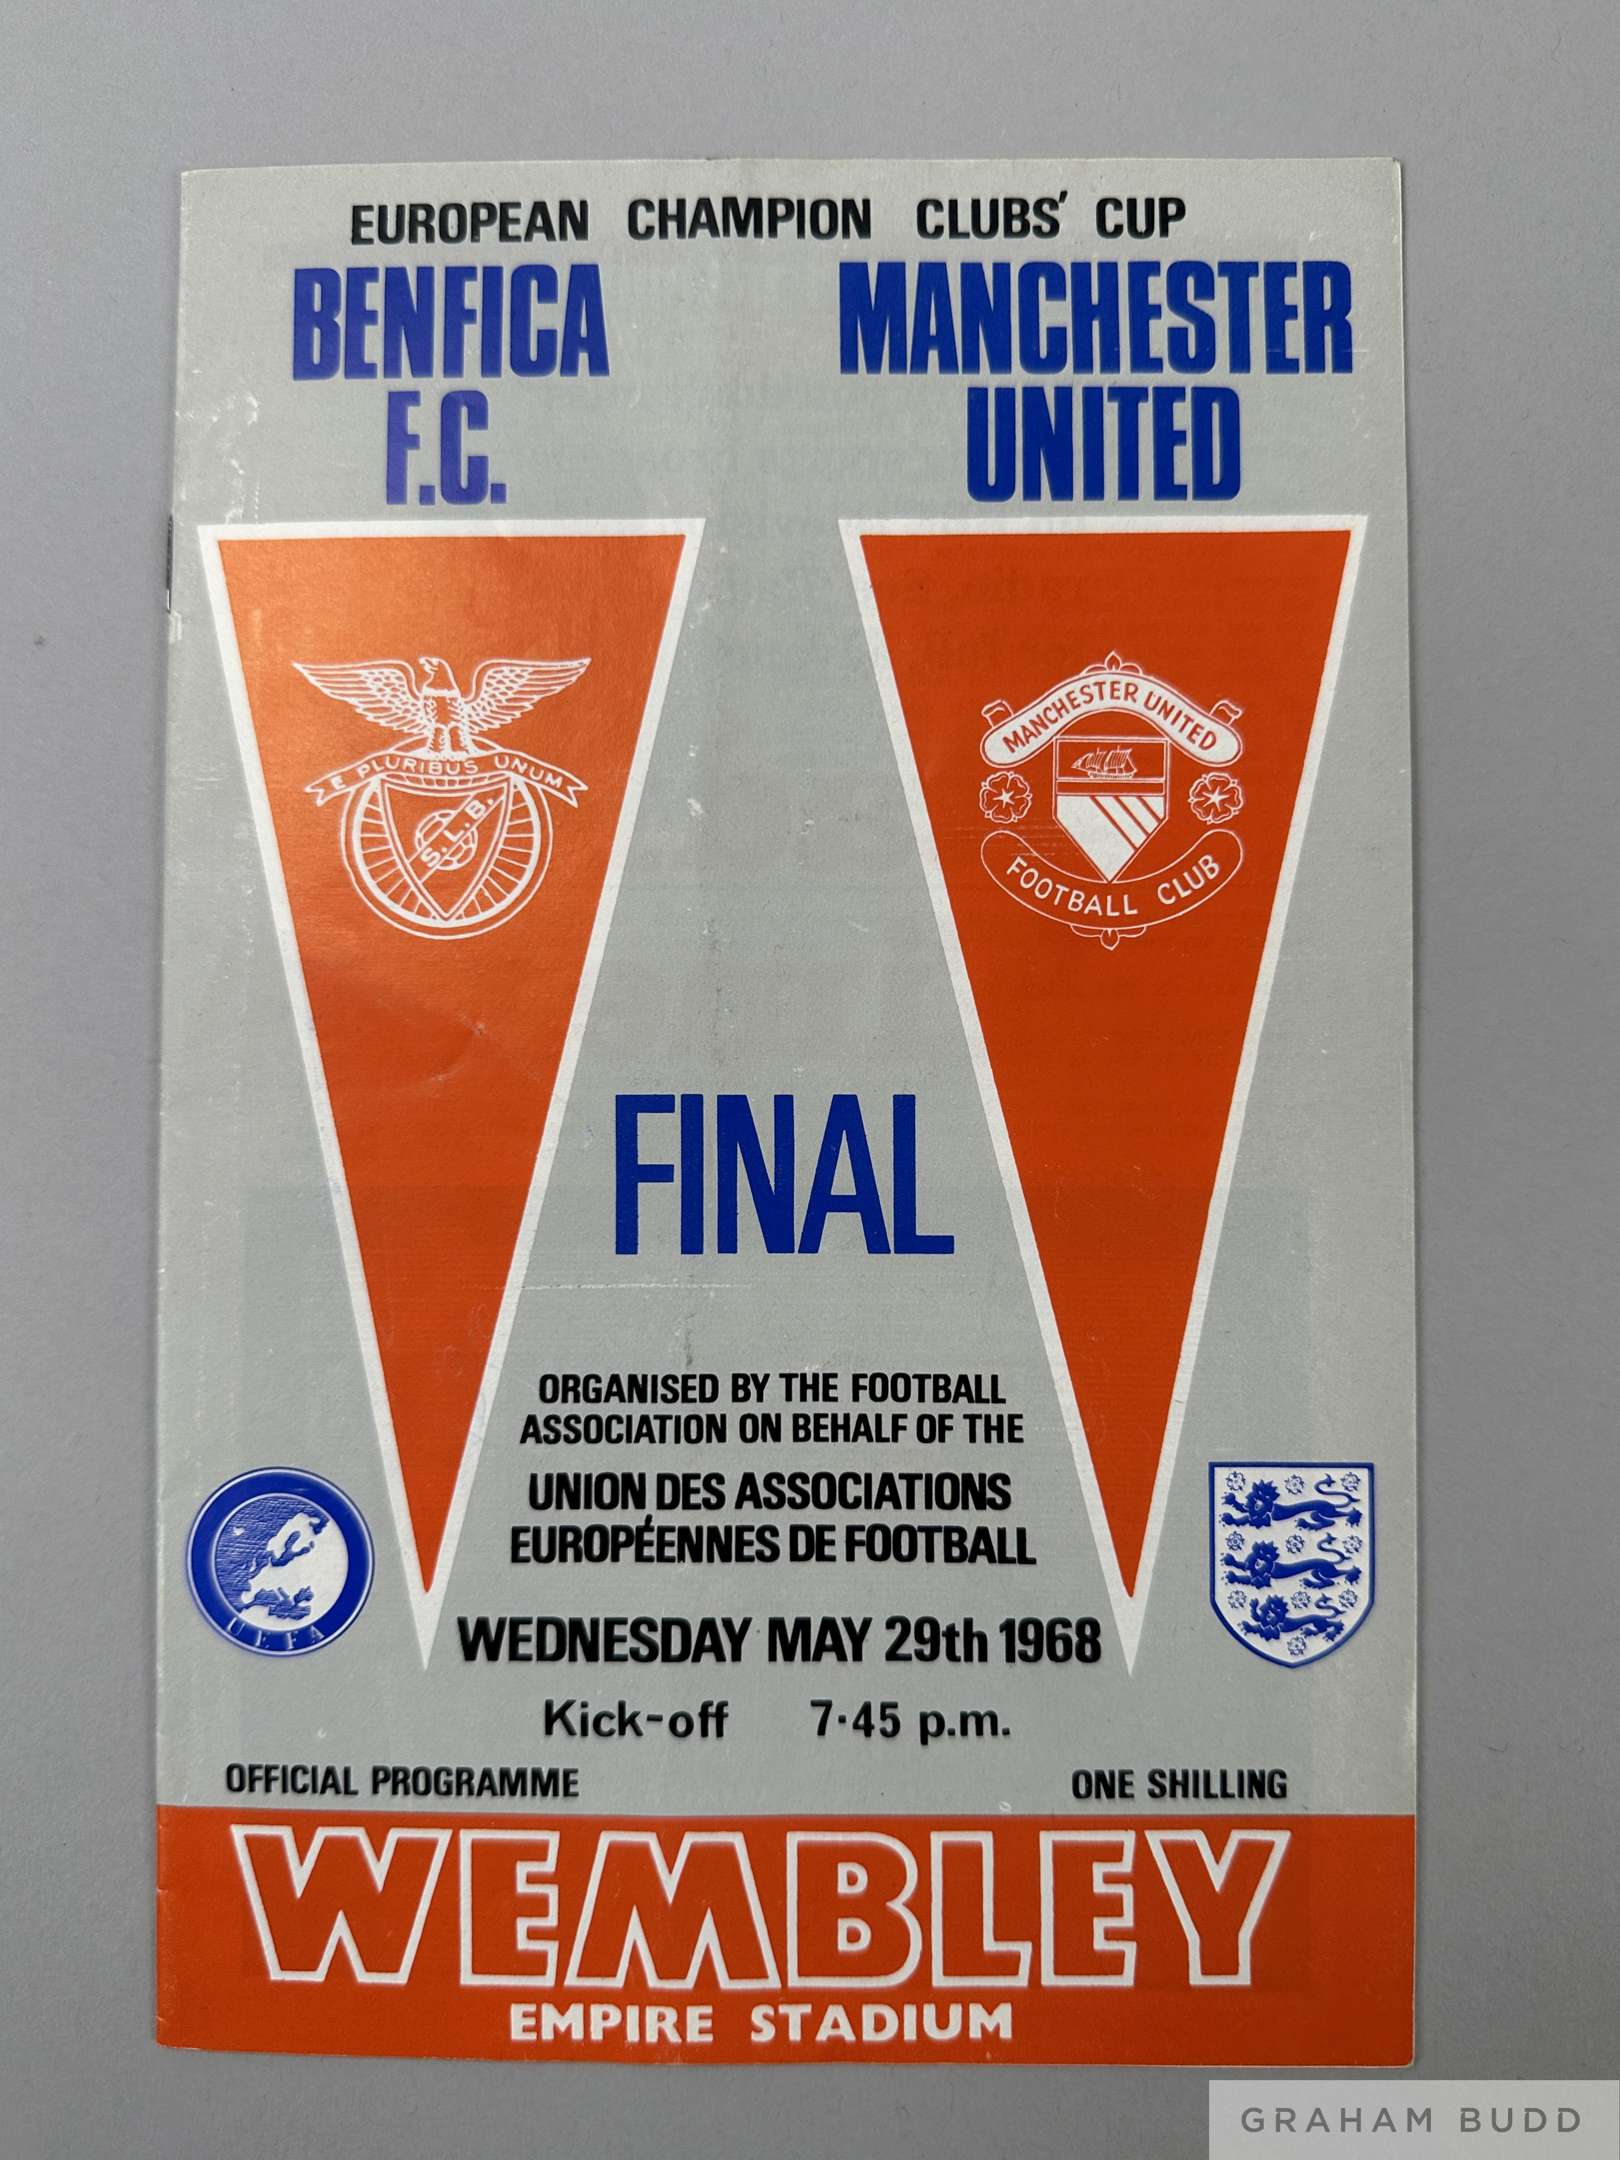 EUROPEAN CHAMPION CLUBS' CUP
BENFICA
F.C.
MANCHESTER
UNITED
E PLURIBUS UNUM
S.L.B.
MANCHESTER UNITED
FOOTBALL CLUB
FINAL
ORGANISED BY THE FOOTBALL
ASSOCIATION ON BEHALF OF THE
UNION DES ASSOCIATIONS
EUROPÉENNES DE FOOTBALL
UEFA
WEDNESDAY MAY 29th 1968
Kick-off 7·45 p.m.
OFFICIAL PROGRAMME
ONE SHILLING
WEMBLEY
EMPIRE STADIUM
GRAHAM BUDD